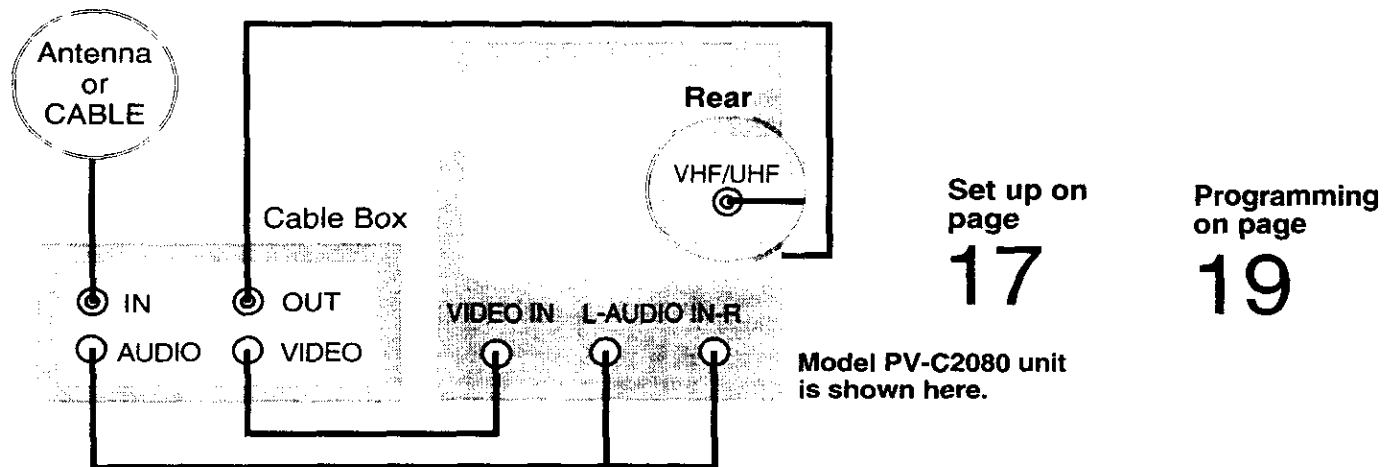 Antenna
or
CABLE
Rear
VHF/UHF
Cable Box
IN
OUT
AUDIO
VIDEO
VIDEO IN
L-AUDIO IN-R
Set up on
page
17
Programming
on page
19
Model PV-C2080 unit
is shown here.